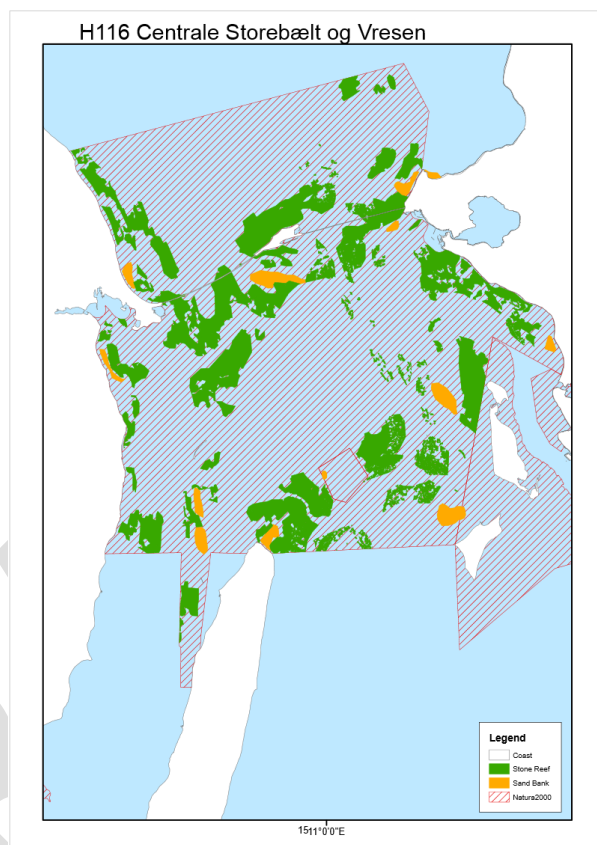 H116 Centrale Storebælt og Vresen
Legend
Coast
Stone Reef
Sand Bank
Natura2000
1511°0'0"E